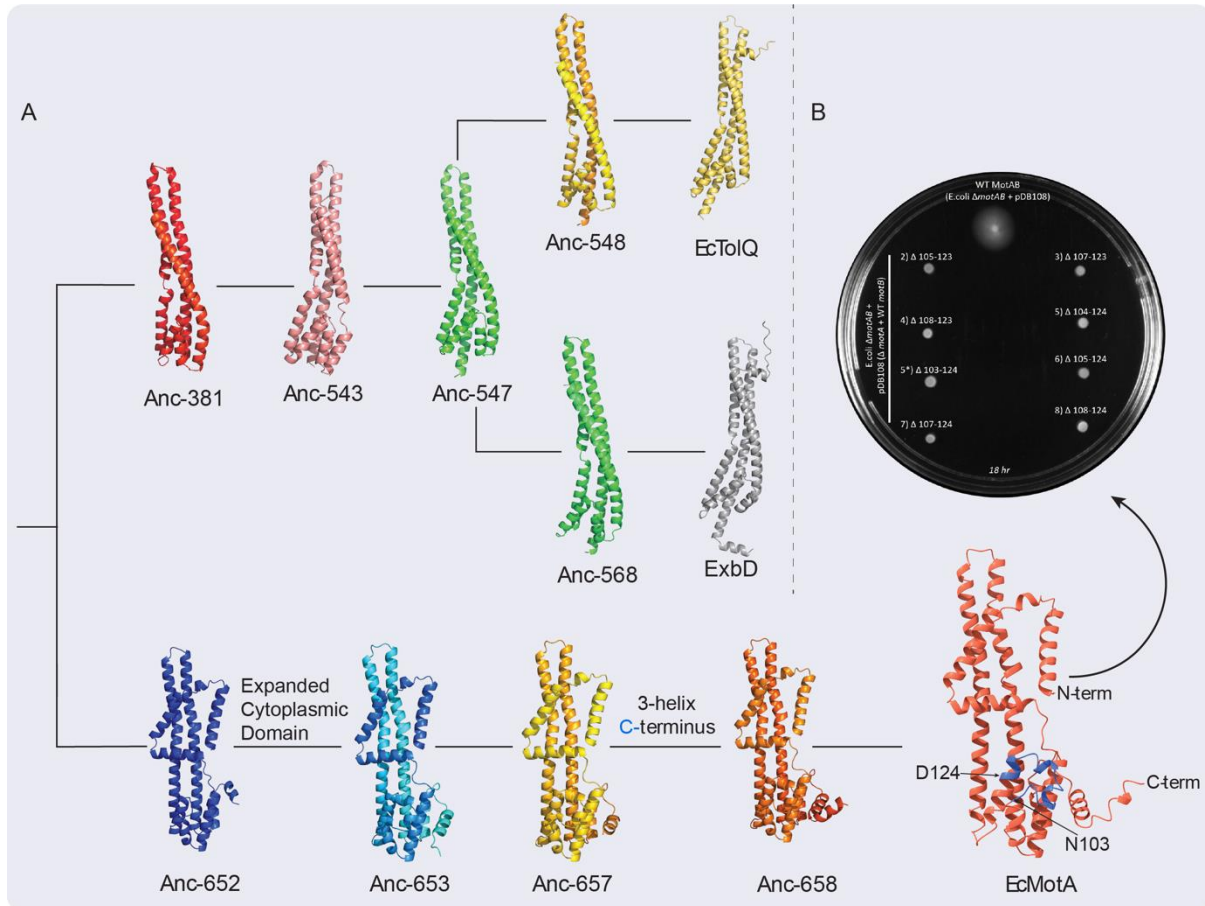 A
Anc-381
Anc-543
Anc-547
Anc-548
EcTolQ
Anc-568
ExbD
Anc-652
Expanded
Cytoplasmic
Domain
Anc-653
Anc-657
3-helix
C-terminus
Anc-658
B
WT MotAB
(E.coli ΔmotAB + pDB108)
E.coli ΔmotAB +
pDB108 (Δ motA + WT motB)
2) Δ 105-123
3) Δ 107-123
4) Δ 108-123
5) Δ 104-124
5*) Δ 103-124
6) Δ 105-124
7) Δ 107-124
8) Δ 108-124
18 hr
N-term
D124
C-term
N103
EcMotA